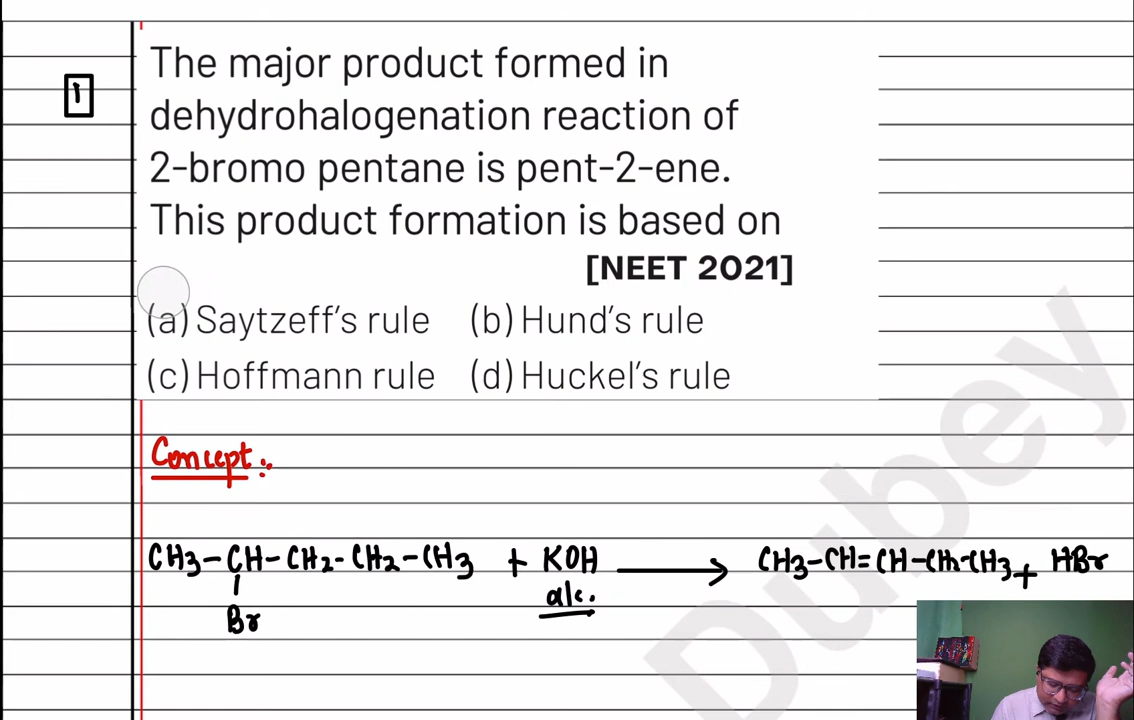 1
The major product formed in
dehydrohalogenation reaction of
2-bromo pentane is pent-2-ene.
This product formation is based on
[NEET 2021]
(a) Saytzeff's rule (b) Hund's rule
(c) Hoffmann rule (d) Huckel's rule
Concept :-
CH3-CH-CH2-CH2-CH3 + KOH ⟶ CH3-CH=CH-CH2-CH3 + HBr
alc.
Br
Dubey